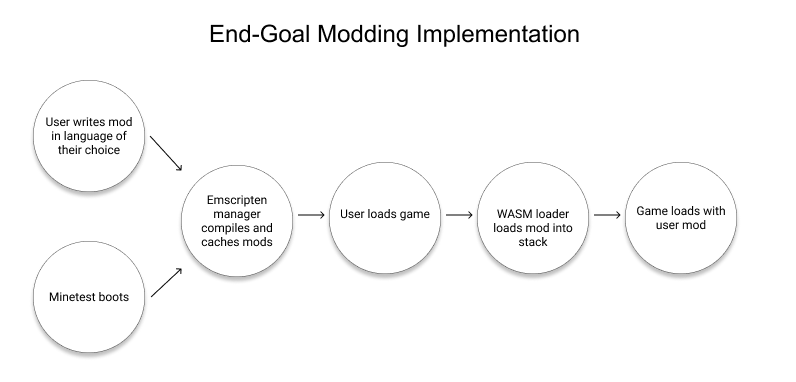 End-Goal Modding Implementation
User writes mod
in language of
their choice
Minetest boots
Emscripten
manager
compiles and
caches mods
User loads game
WASM loader
loads mod into
stack
Game loads with
user mod